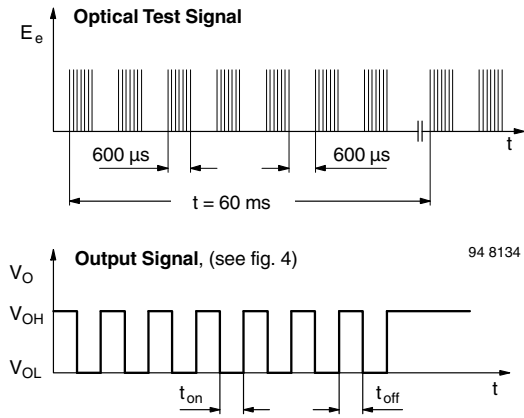 Optical Test Signal
E e
t
600 µs
600 µs
t = 60 ms
Output Signal, (see fig. 4)
94 8134
V O
V OH
V OL
t
t on
t off